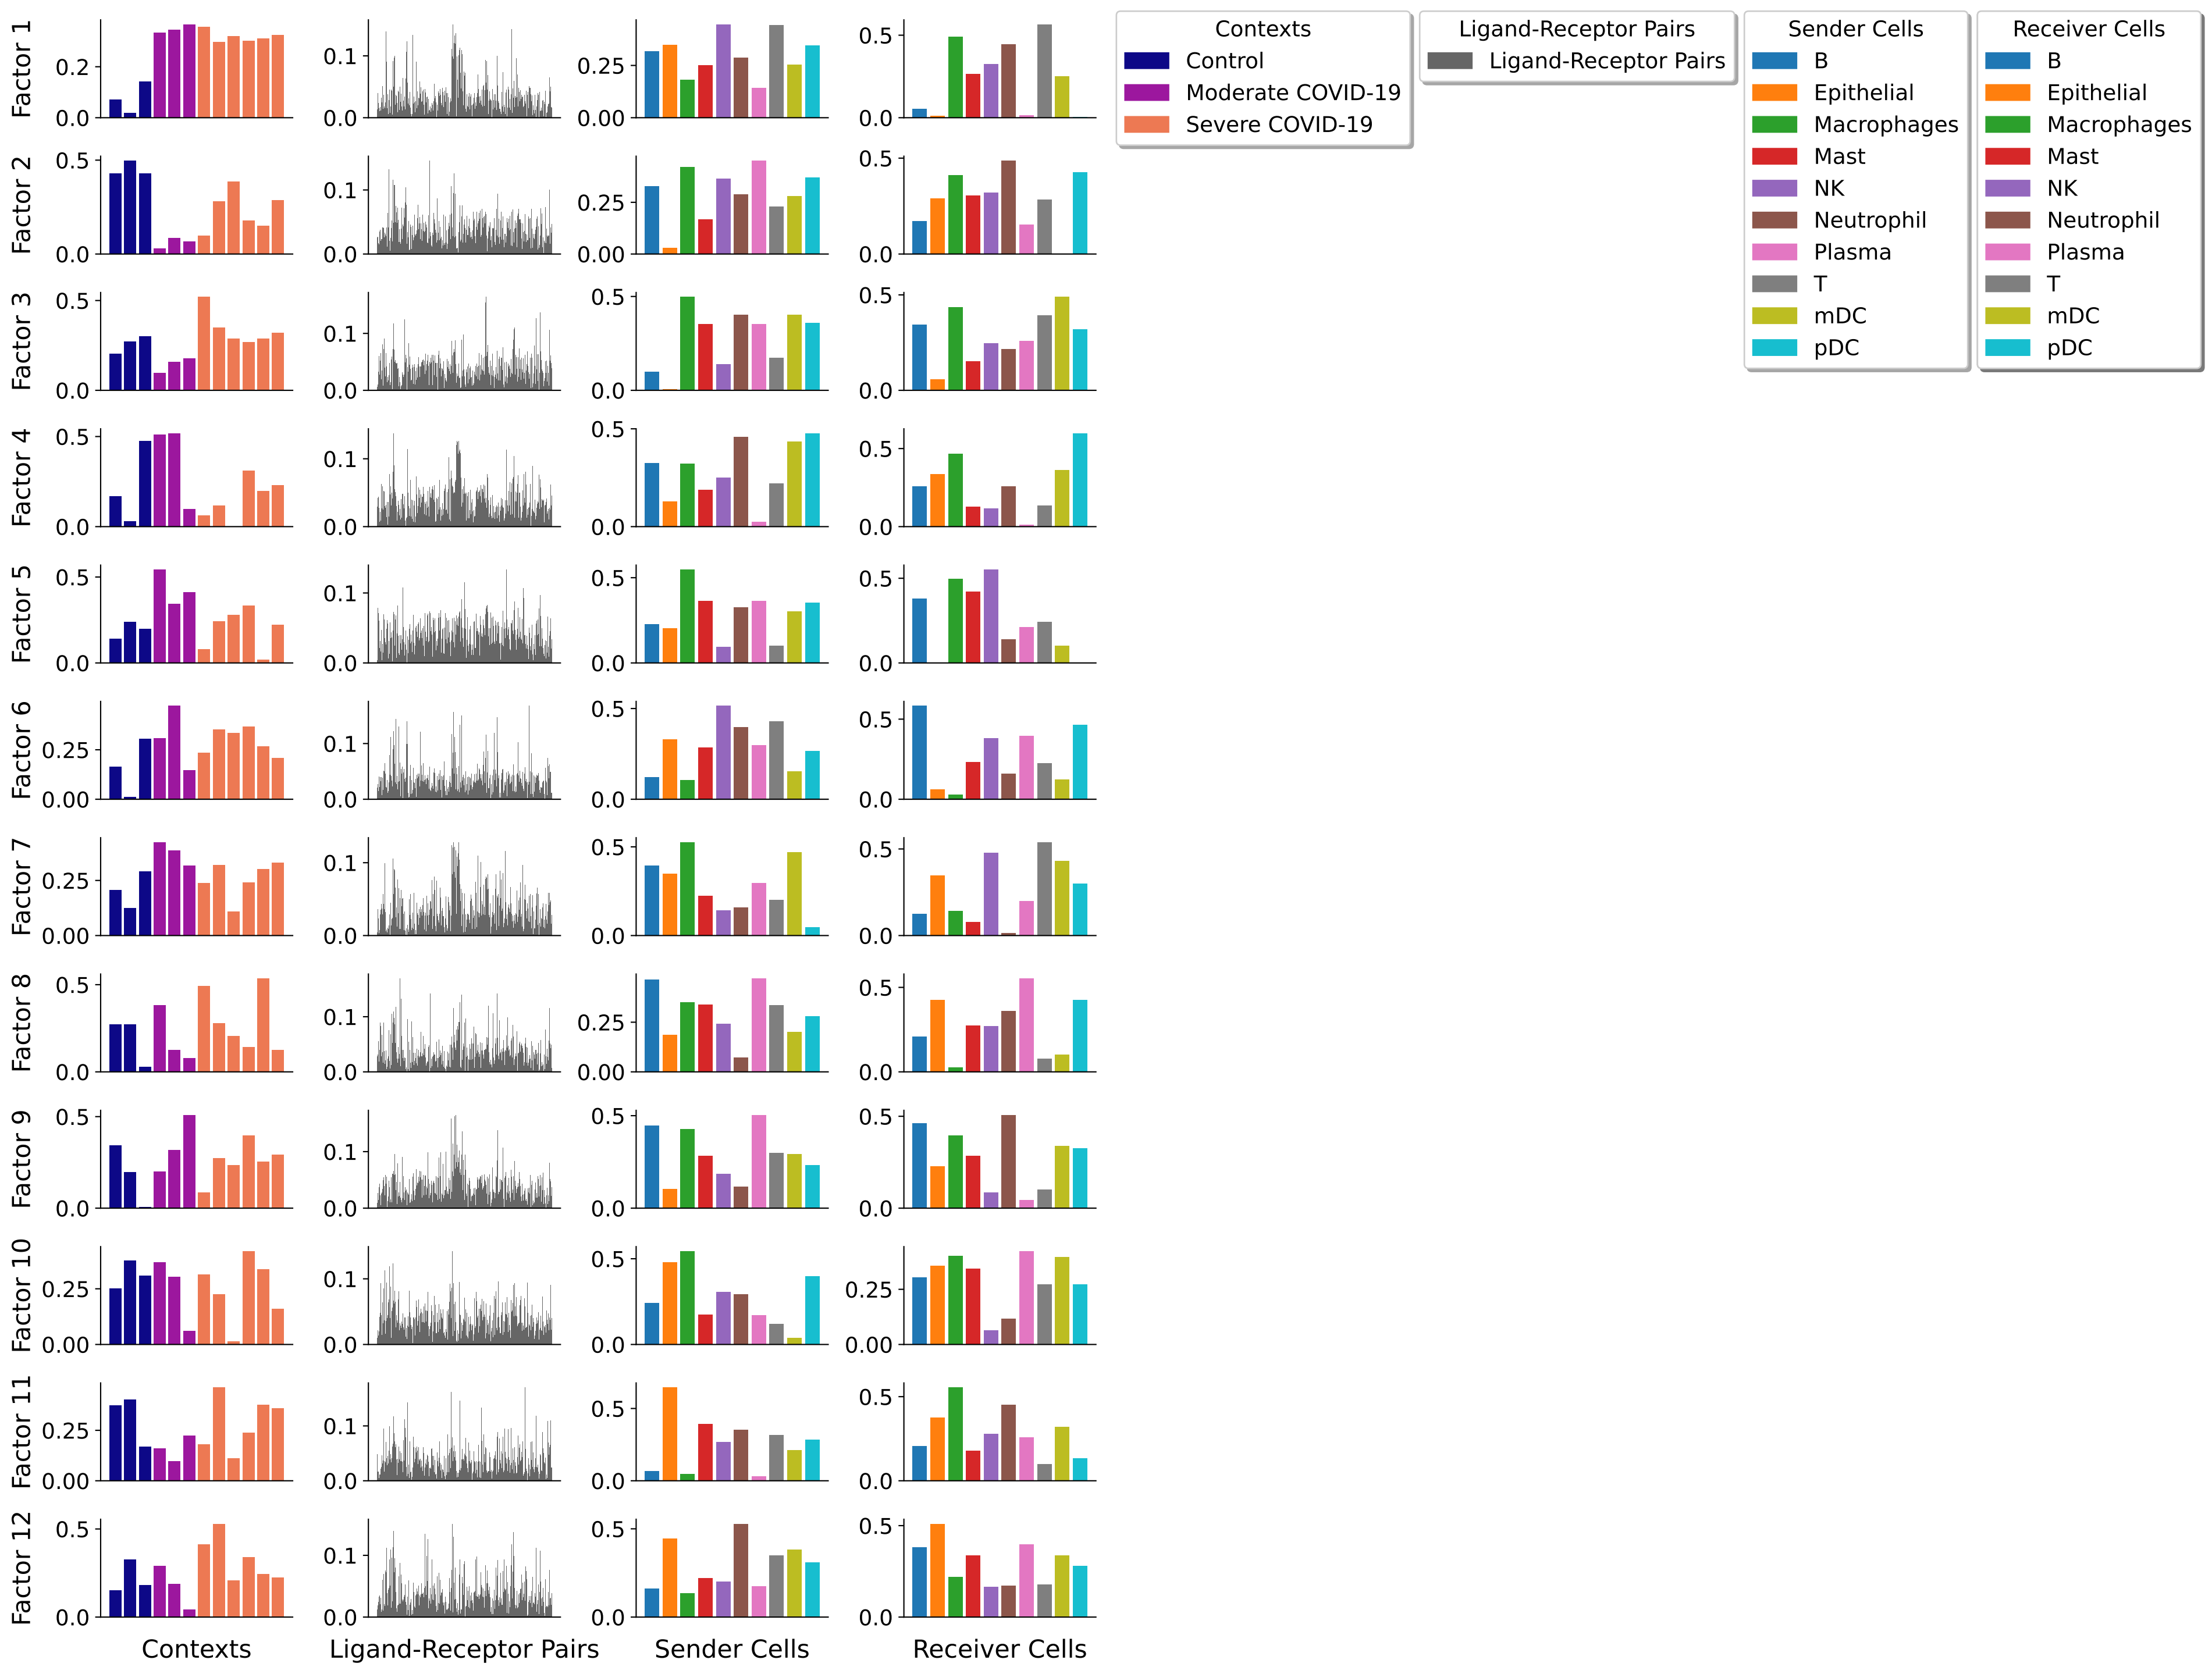 Factor 1
0.2
0.0
0.1
0.0
0.25
0.00
0.5
0.0
Factor 2
0.5
0.0
0.1
0.0
0.25
0.00
0.5
0.0
Factor 3
0.5
0.0
0.1
0.0
0.5
0.0
0.5
0.0
Factor 4
0.5
0.0
0.1
0.0
0.5
0.0
0.5
0.0
Factor 5
0.5
0.0
0.1
0.0
0.5
0.0
0.5
0.0
Factor 6
0.25
0.00
0.1
0.0
0.5
0.0
0.5
0.0
Factor 7
0.25
0.00
0.1
0.0
0.5
0.0
0.5
0.0
Factor 8
0.5
0.0
0.1
0.0
0.25
0.00
0.5
0.0
Factor 9
0.5
0.0
0.1
0.0
0.5
0.0
0.5
0.0
Factor 10
0.25
0.00
0.1
0.0
0.5
0.0
0.25
0.00
Factor 11
0.25
0.00
0.1
0.0
0.5
0.0
0.5
0.0
Factor 12
0.5
0.0
0.1
0.0
0.5
0.0
0.5
0.0
Contexts
Ligand-Receptor Pairs
Sender Cells
Receiver Cells
Contexts
Control
Moderate COVID-19
Severe COVID-19
Ligand-Receptor Pairs
Ligand-Receptor Pairs
Sender Cells
B
Epithelial
Macrophages
Mast
NK
Neutrophil
Plasma
T
mDC
pDC
Receiver Cells
B
Epithelial
Macrophages
Mast
NK
Neutrophil
Plasma
T
mDC
pDC